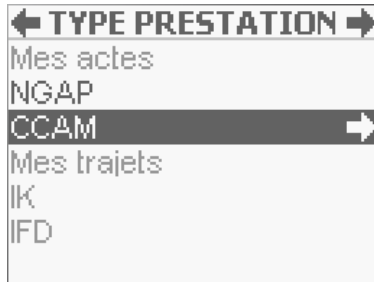 TYPE PRESTATION
Mes actes
NGAP
CCAM
Mes trajets
IK
IFD